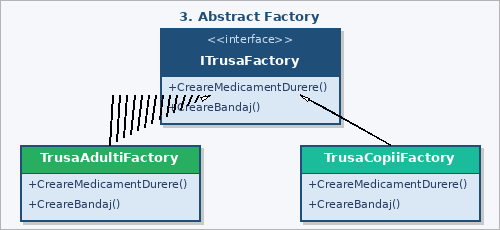 3. Abstract Factory
<<interface>>
ITrusaFactory
+CreareMedicamentDurere()
+CreareBandaj()
TrusaAdultiFactory
+CreareMedicamentDurere()
+CreareBandaj()
TrusaCopiiFactory
+CreareMedicamentDurere()
+CreareBandaj()